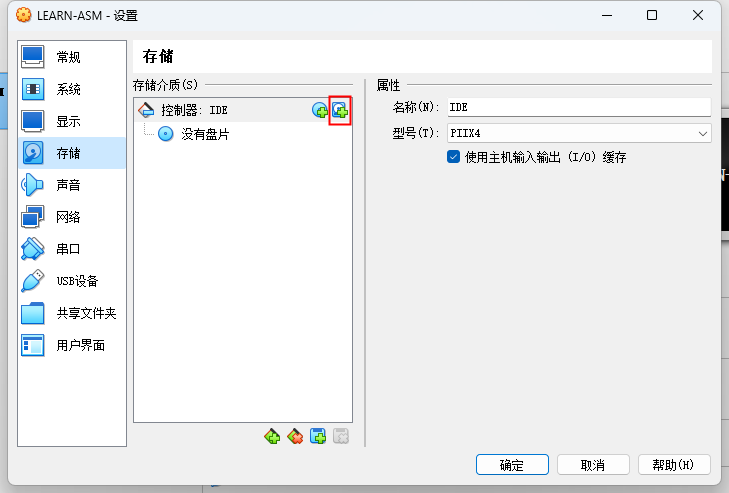 LEARN-ASM - 设置
常规
系统
显示
存储
声音
网络
串口
USB设备
共享文件夹
用户界面
存储
存储介质(S)
控制器: IDE
没有盘片
属性
名称(N): IDE
型号(T): PIIX4
使用主机输入输出 (I/O) 缓存
确定
取消
帮助(H)